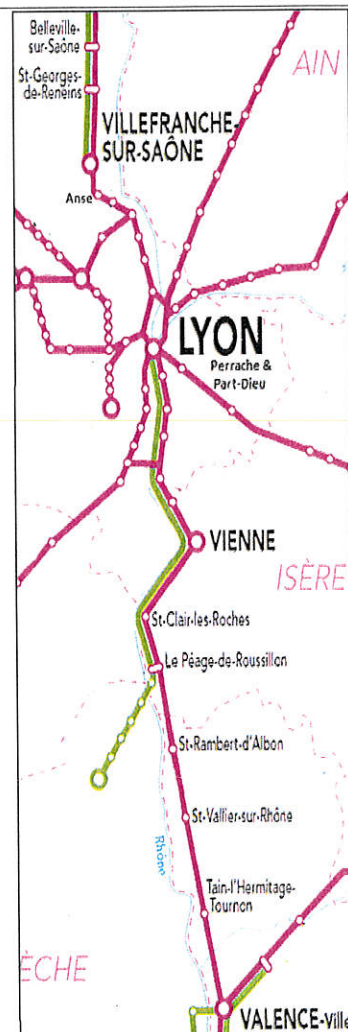 Belleville-
sur-Saône
St-Georges-
de-Reneins
AIN
VILLEFRANCHE-
SUR-SAÔNE
Anse
LYON
Perrache &
Part-Dieu
VIENNE
ISÈRE
St-Clair-les-Roches
Le Péage-de-Roussillon
St-Rambert-d'Albon
St-Vallier-sur-Rhône
Rhône
Tain-l'Hermitage-
Tournon
ÈCHE
VALENCE-Ville